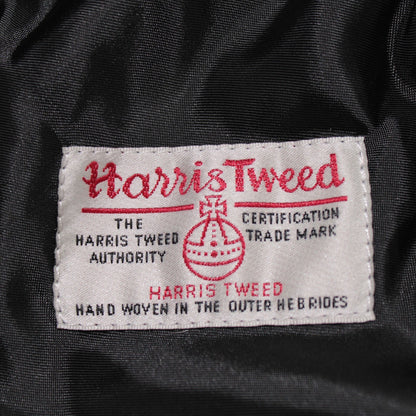 Harris Tweed
THE HARRIS TWEED AUTHORITY
CERTIFICATION TRADE MARK
HARRIS TWEED
HAND WOVEN IN THE OUTER HEBRIDES